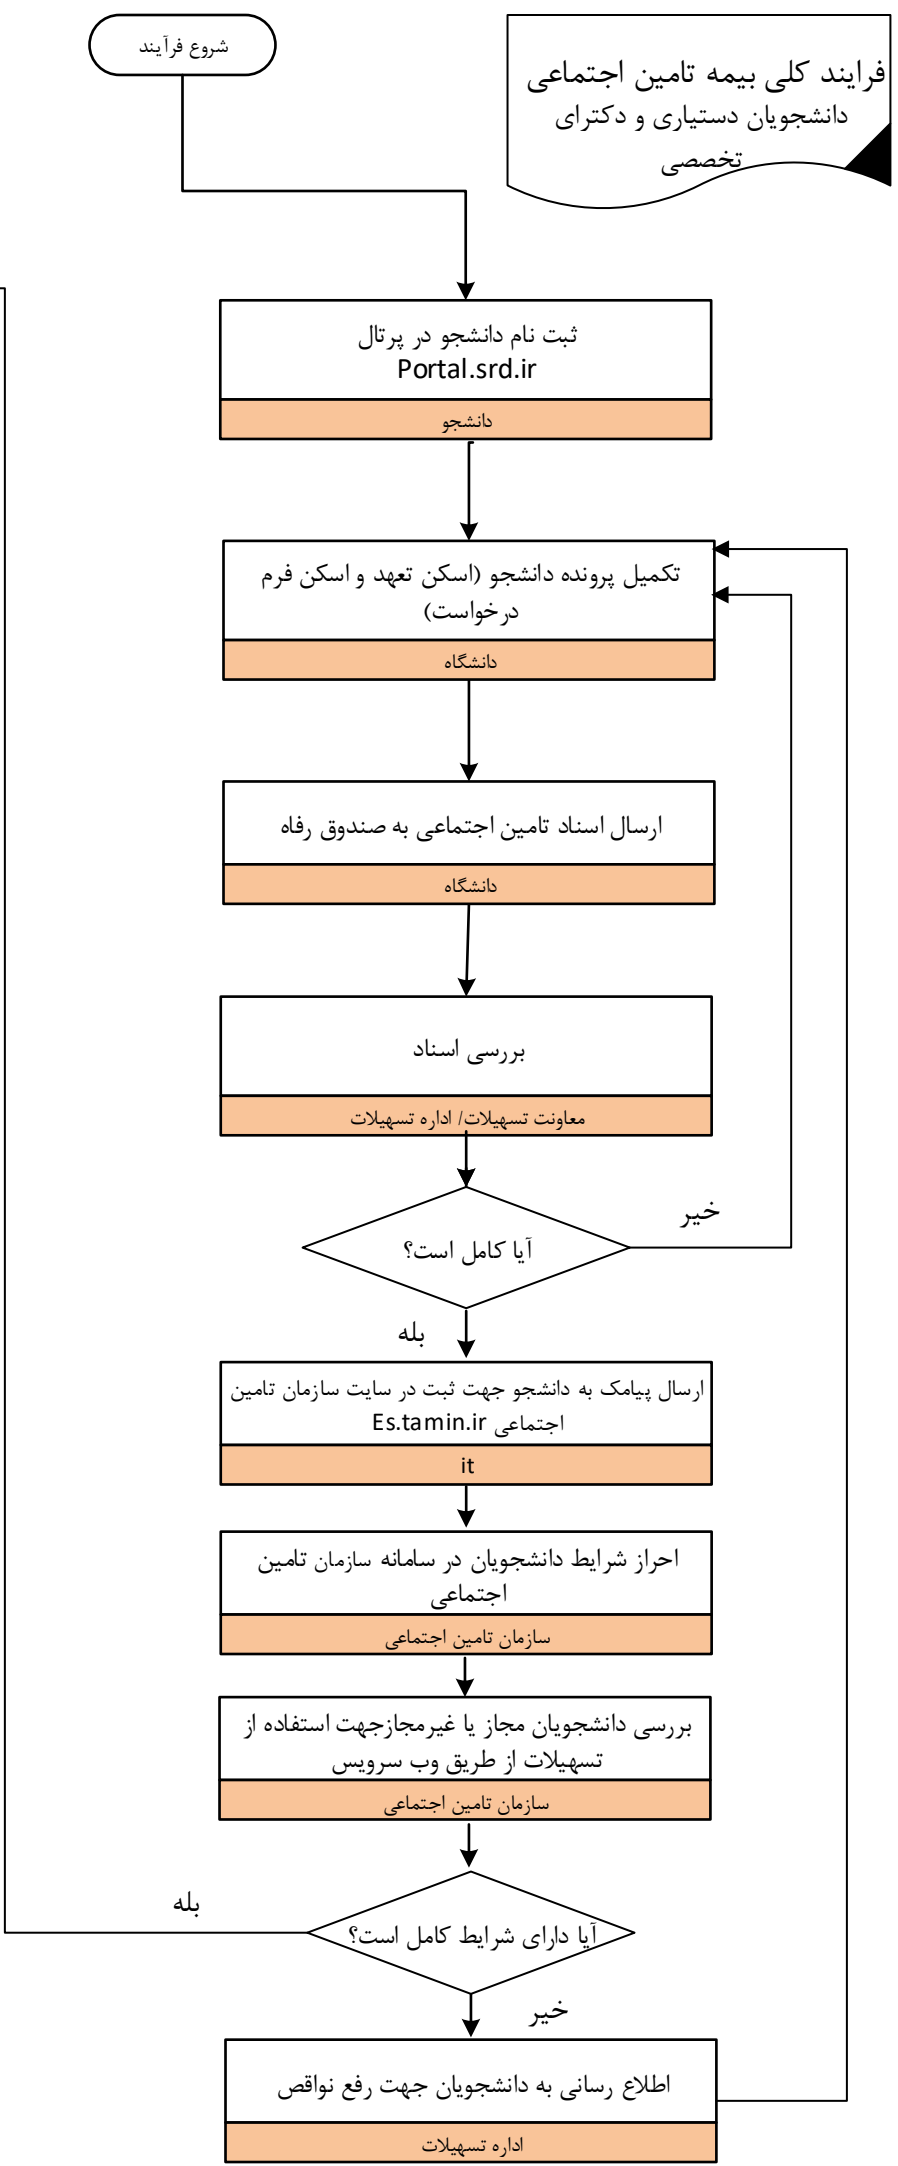 فرایند کلی بیمه تامین اجتماعی
دانشجویان دستیاری و دکترای
تخصصی
شروع فرآیند
ثبت نام دانشجو در پرتال
Portal.srd.ir
دانشجو
تکمیل پرونده دانشجو (اسکن تعهد و اسکن فرم
درخواست)
دانشگاه
ارسال اسناد تامین اجتماعی به صندوق رفاه
دانشگاه
بررسی اسناد
معاونت تسهیلات/ اداره تسهیلات
آیا کامل است؟
خیر
بله
ارسال پیامک به دانشجو جهت ثبت در سایت سازمان تامین
اجتماعی Es.tamin.ir
it
احراز شرایط دانشجویان در سامانه سازمان تامین
اجتماعی
سازمان تامین اجتماعی
بررسی دانشجویان مجاز یا غیرمجازجهت استفاده از
تسهیلات از طریق وب سرویس
سازمان تامین اجتماعی
آیا دارای شرایط کامل است؟
بله
خیر
اطلاع رسانی به دانشجویان جهت رفع نواقص
اداره تسهیلات